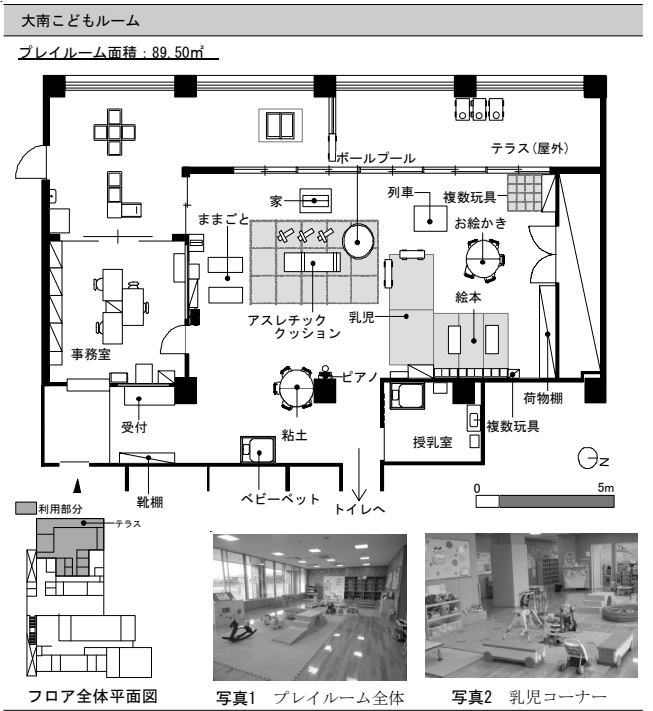 大南こどもルーム
プレイルーム面積：89.50㎡
ボールプール
テラス(屋外)
家
列車
複数玩具
ままごと
お絵かき
アスレチック
クッション
乳児
絵本
事務室
ピアノ
荷物棚
受付
粘土
授乳室
複数玩具
N
靴棚
ベビーベット
トイレへ
0
5m
利用部分
テラス
フロア全体平面図
写真1 プレイルーム全体
写真2 乳児コーナー